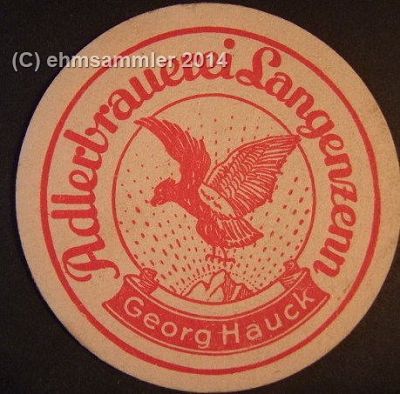 (C) ehmsammler 2014
Adlerbrauerei Langenzenn
Georg Hauck